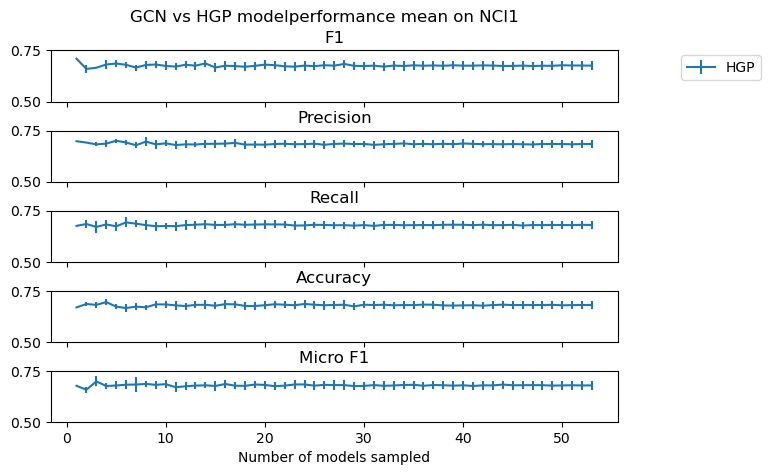 GCN vs HGP modelperformance mean on NCI1
F1
0.75
0.50
HGP
Precision
0.75
0.50
Recall
0.75
0.50
Accuracy
0.75
0.50
Micro F1
0.75
0.50
0 10 20 30 40 50
Number of models sampled